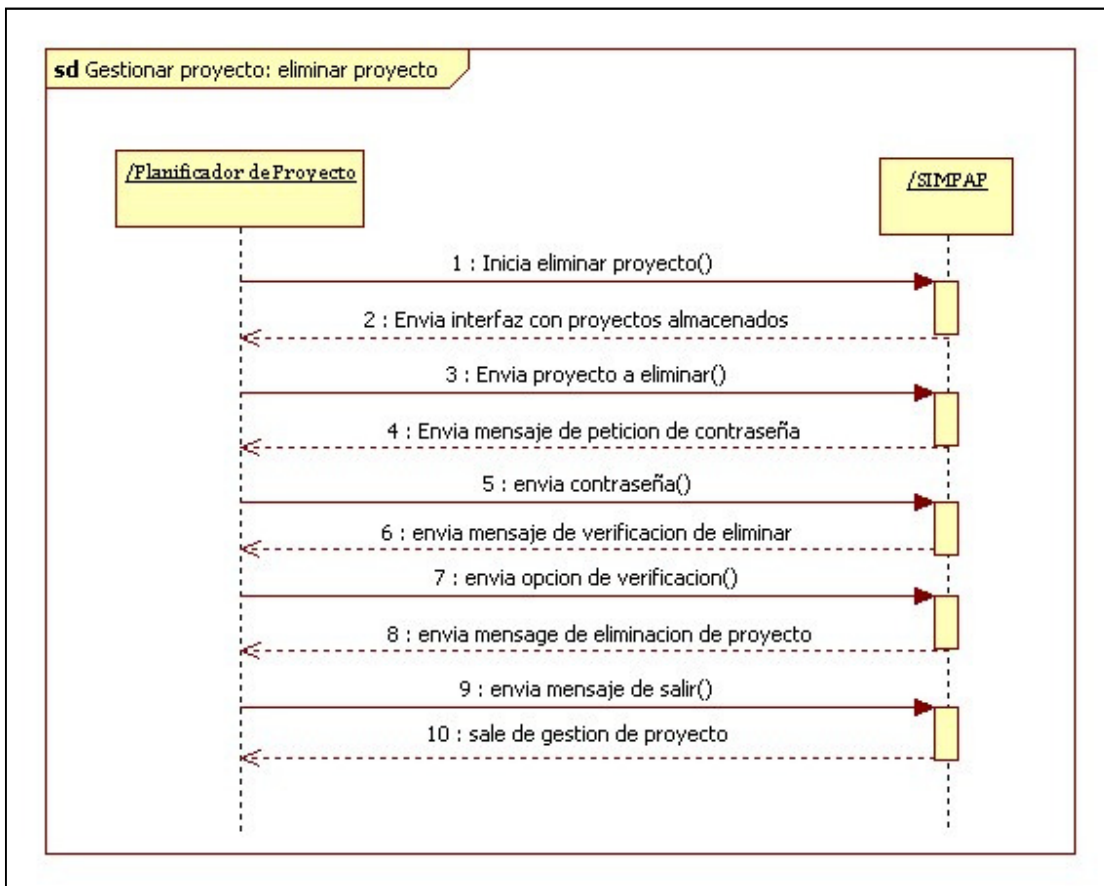 sd Gestionar proyecto: eliminar proyecto
/Planificador de Proyecto
/SIMPAP
1 : Inicia eliminar proyecto()
2 : Envia interfaz con proyectos almacenados
3 : Envia proyecto a eliminar()
4 : Envia mensaje de peticion de contraseña
5 : envia contraseña()
6 : envia mensaje de verificacion de eliminar
7 : envia opcion de verificacion()
8 : envia mensage de eliminacion de proyecto
9 : envia mensaje de salir()
10 : sale de gestion de proyecto